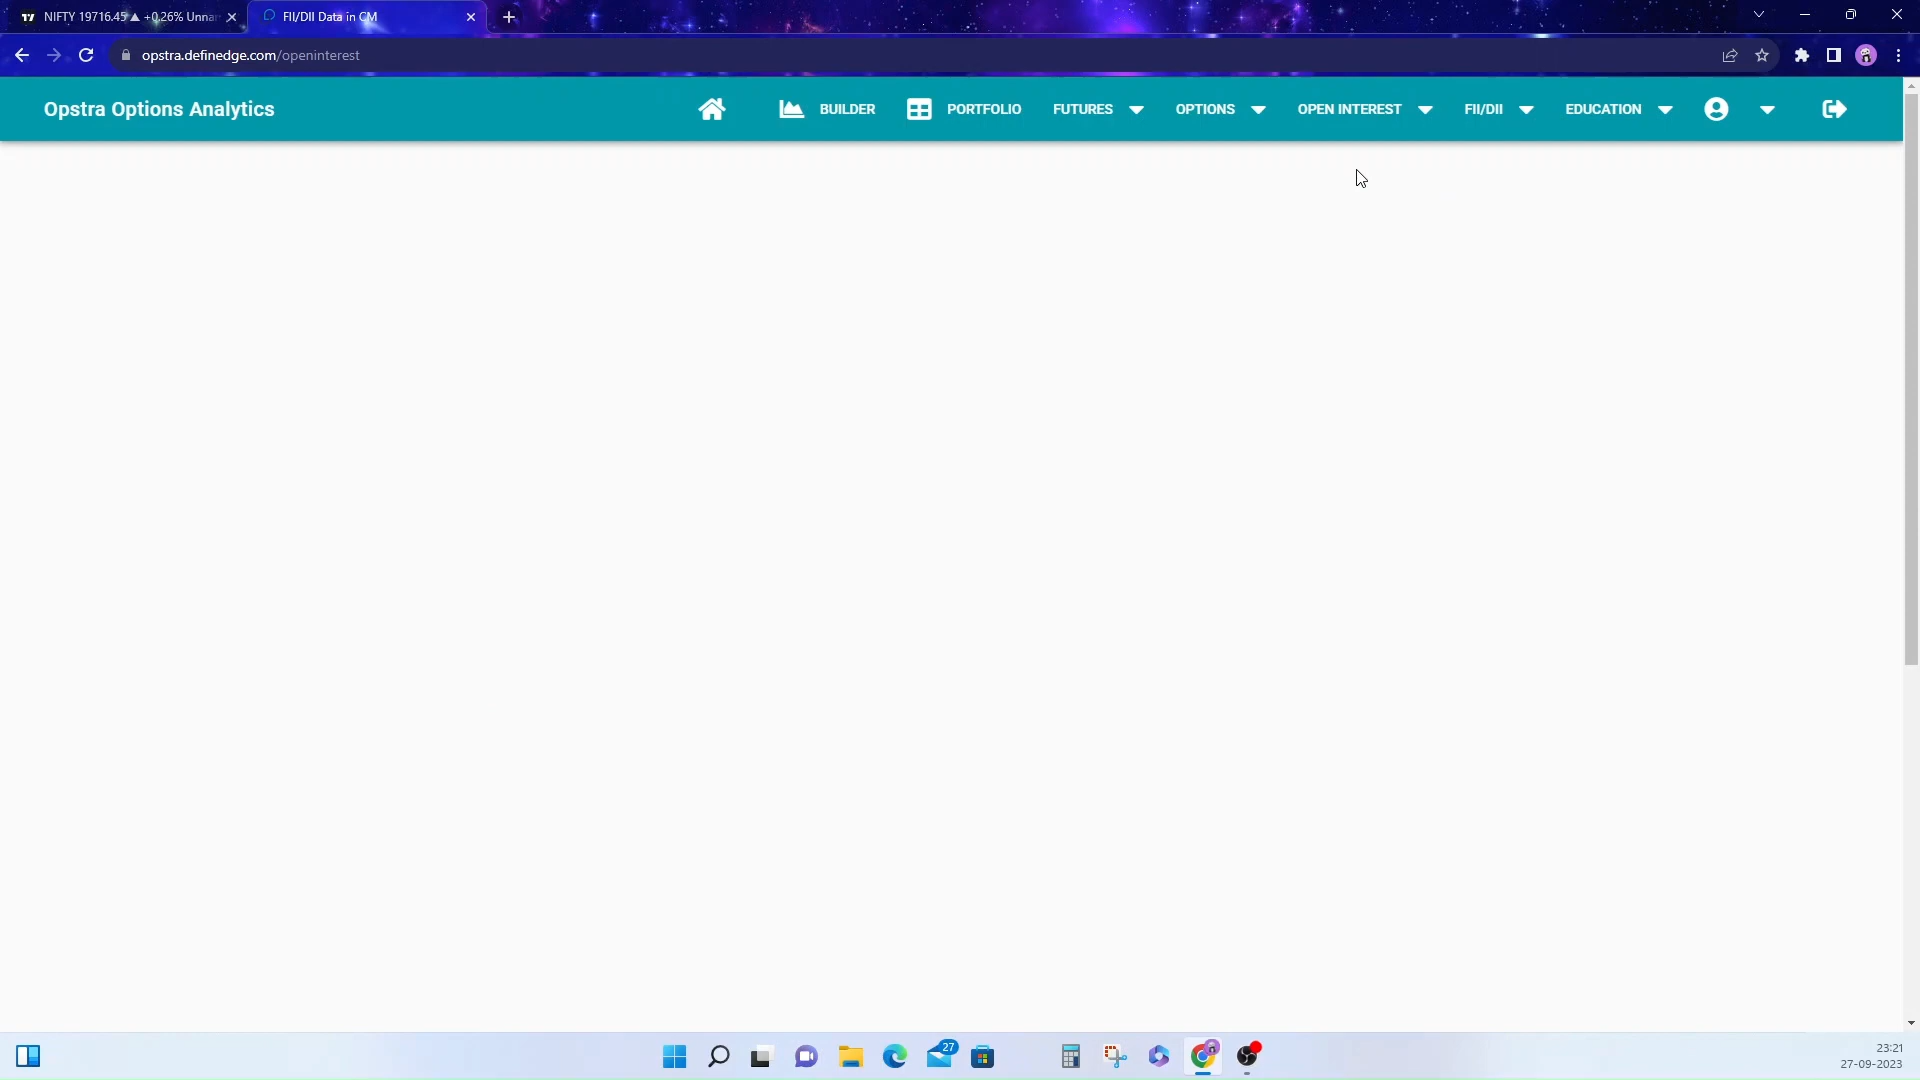 NIFTY 19716.45 ▲ +0.26% Unnar
FII/DII Data in CM
opstra.definedge.com/openinterest
Opstra Options Analytics
BUILDER
PORTFOLIO
FUTURES
OPTIONS
OPEN INTEREST
FII/DII
EDUCATION
27
23:21
27-09-2023